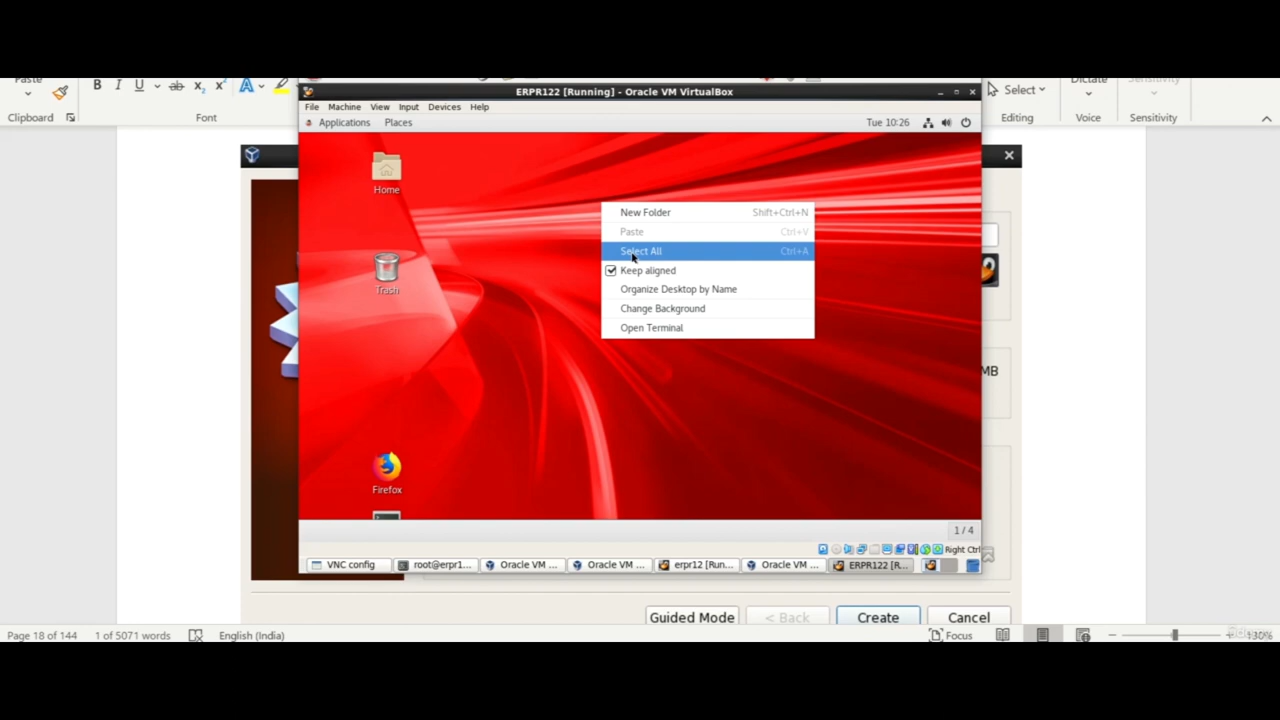 Paste
B I U ab x₂ x² A
Clipboard
Font
Select
Editing
Dictate
Voice
Sensitivity
Sensitivity
ERPR122 [Running] - Oracle VM VirtualBox
File Machine View Input Devices Help
Applications Places Tue 10:26
Home
Trash
Firefox
New Folder Shift+Ctrl+N
Paste Ctrl+V
Select All Ctrl+A
Keep aligned
Organize Desktop by Name
Change Background
Open Terminal
MB
1 / 4
Right Ctrl
VNC config root@erpr1... Oracle VM ... Oracle VM ... erpr12 [Run... Oracle VM ... ERPR122 [R...
Guided Mode < Back Create Cancel
Page 18 of 144 1 of 5071 words English (India) Focus 130%